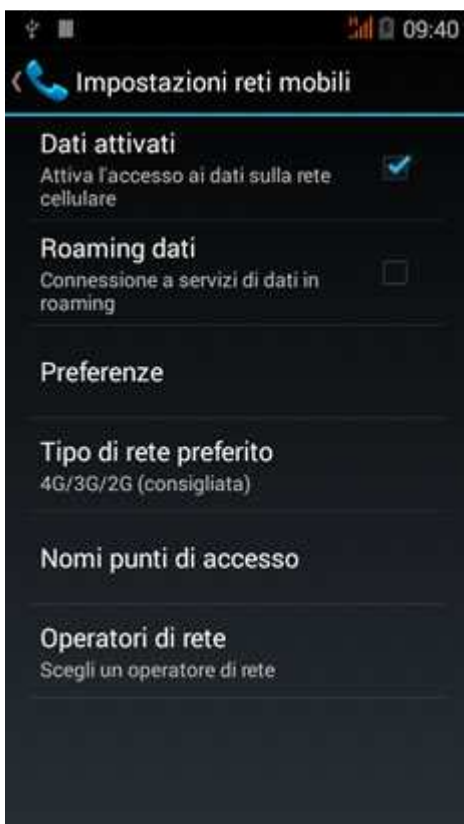 09:40
Impostazioni reti mobili
Dati attivati
Attiva l'accesso ai dati sulla rete
cellulare
Roaming dati
Connessione a servizi di dati in
roaming
Preferenze
Tipo di rete preferito
4G/3G/2G (consigliata)
Nomi punti di accesso
Operatori di rete
Scegli un operatore di rete